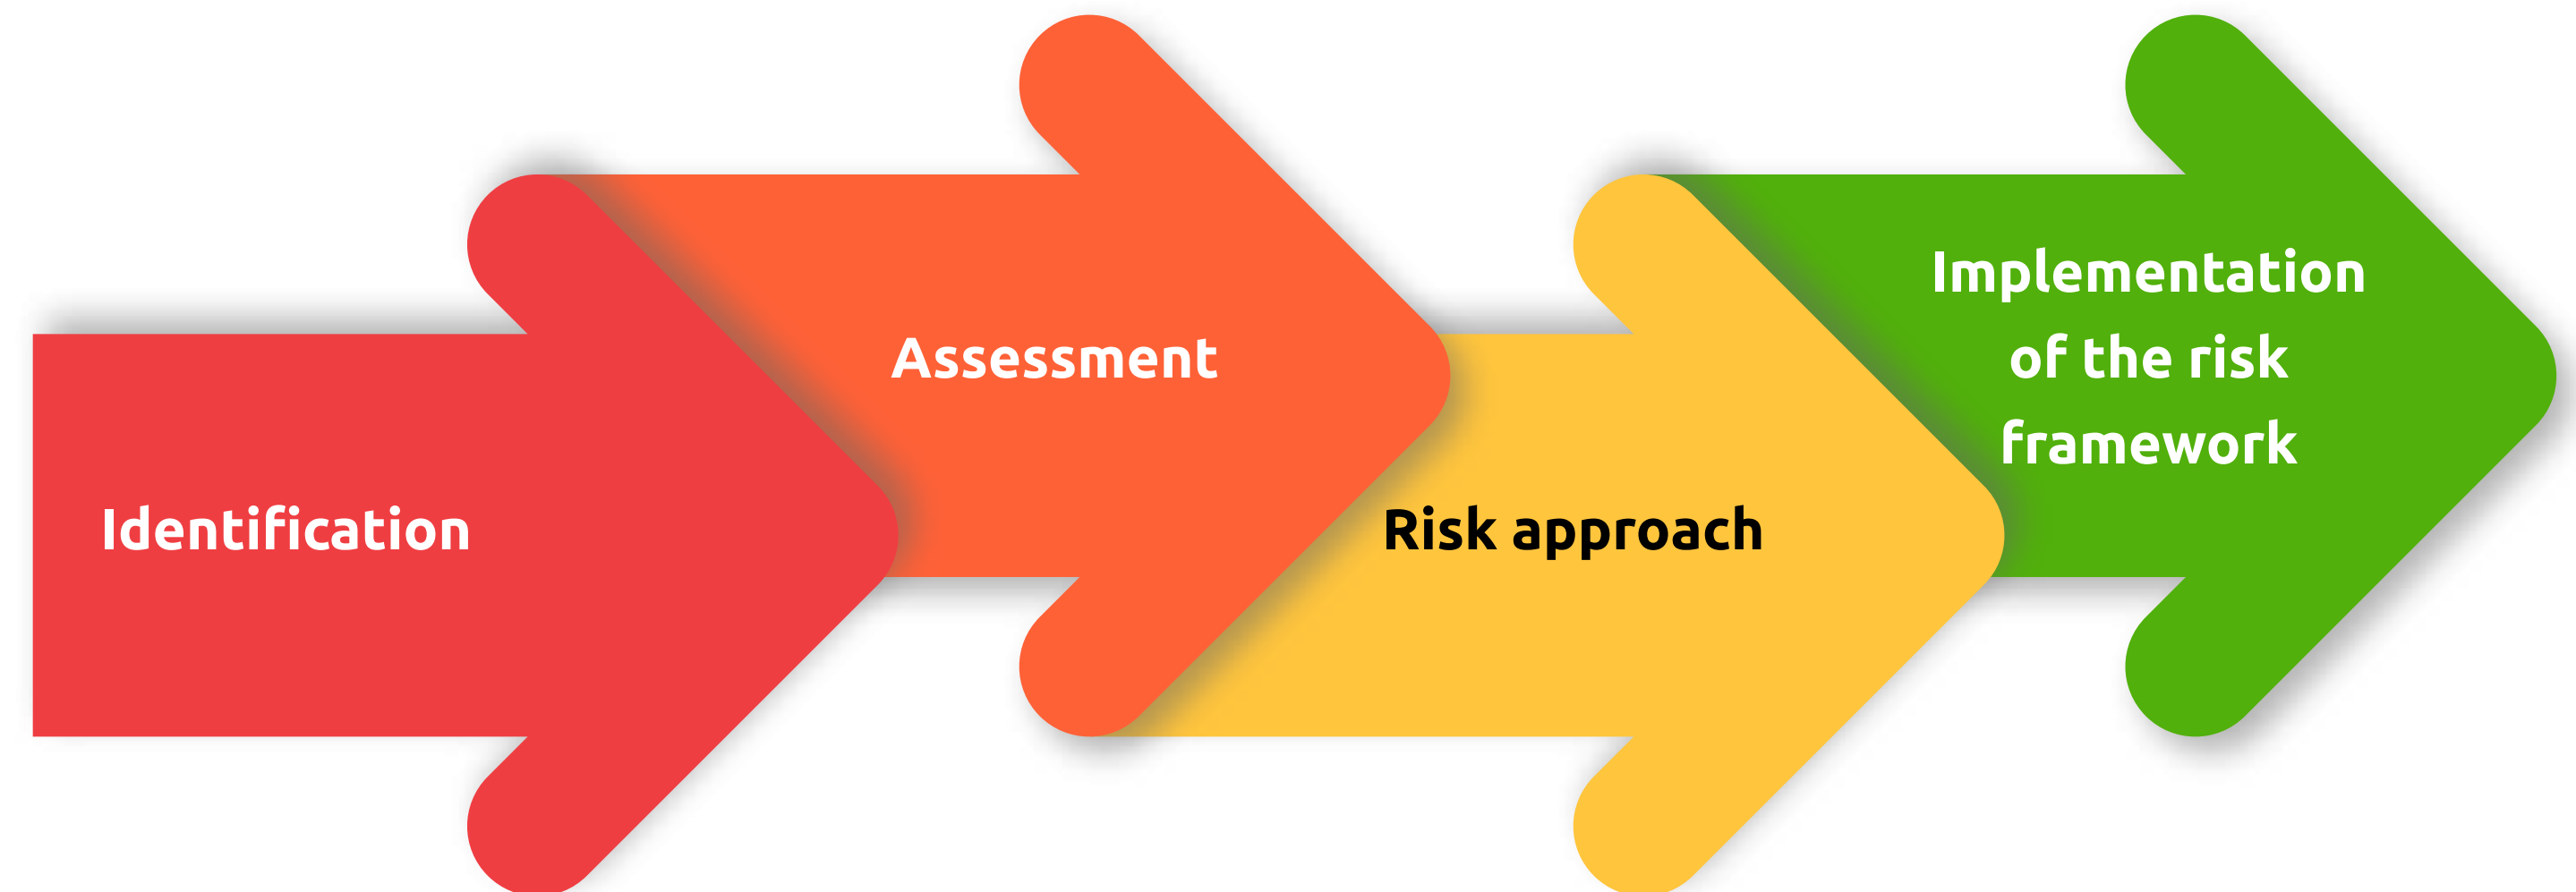 Identification
Assessment
Risk approach
Implementation
of the risk
framework